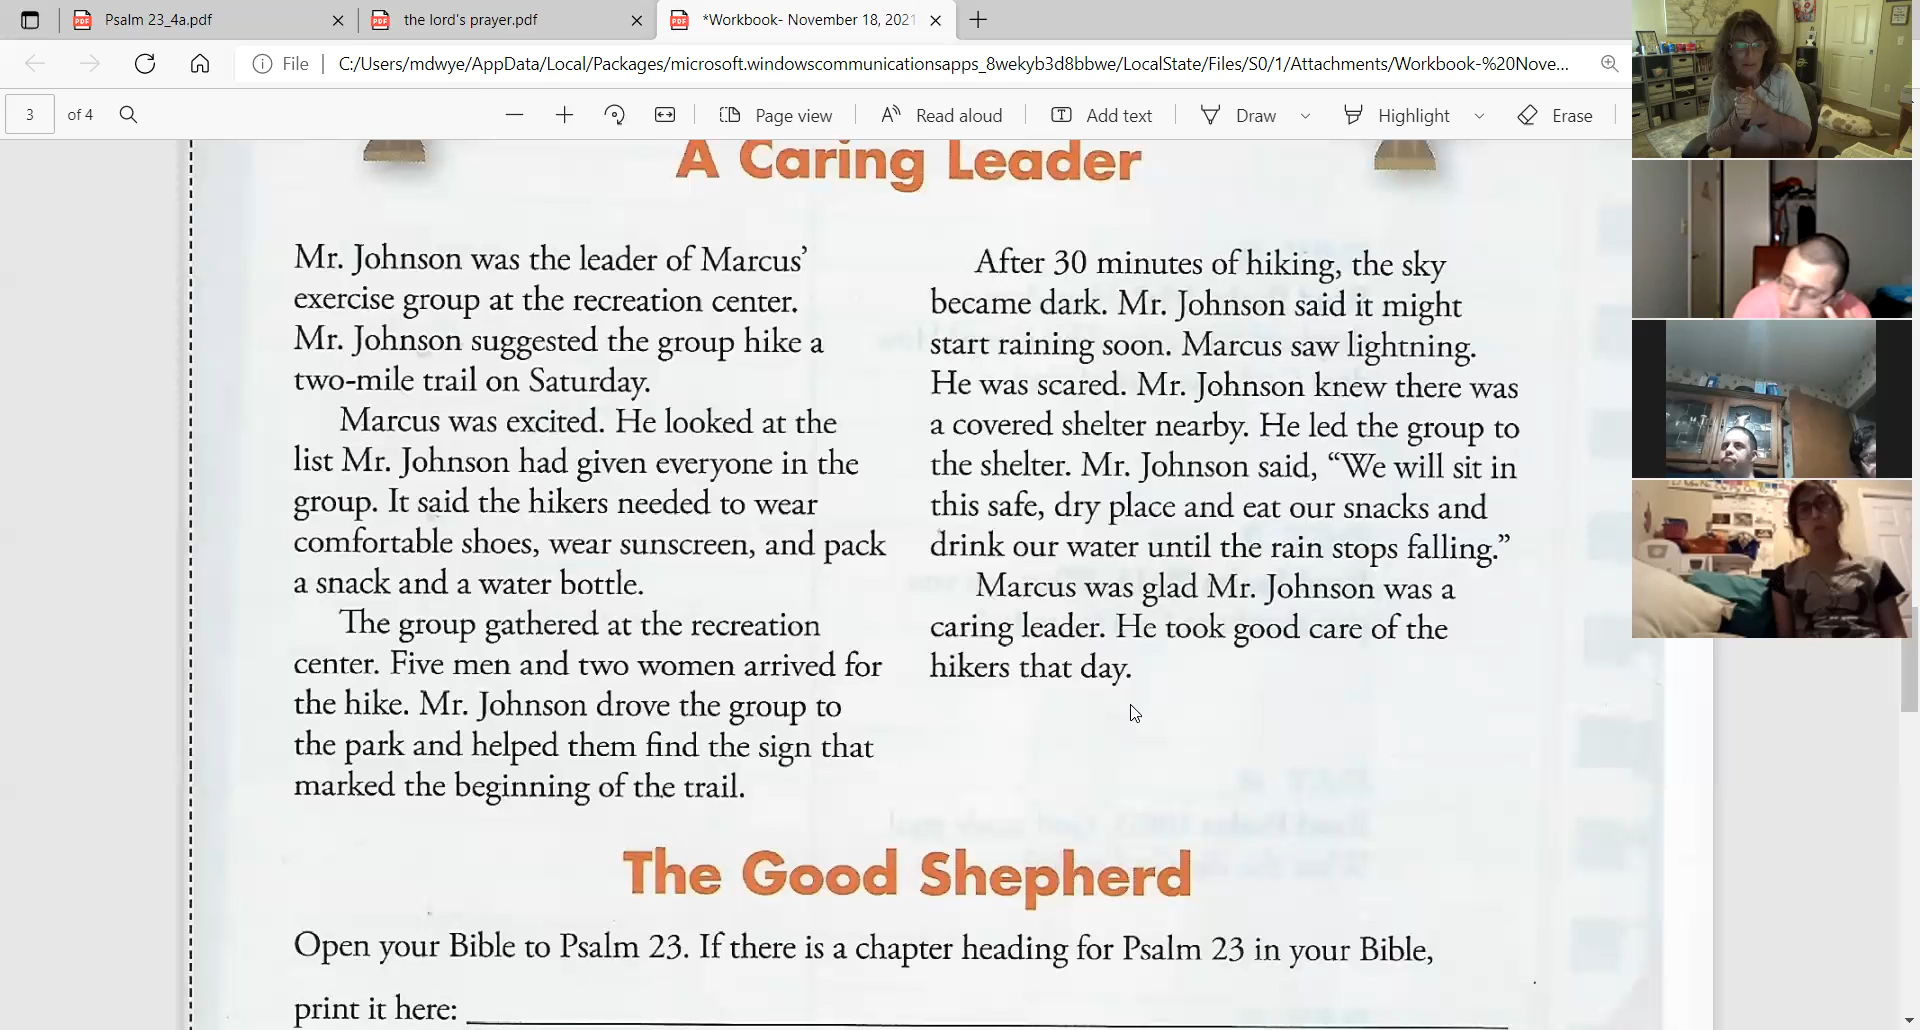 Psalm 23_4a.pdf
the lord's prayer.pdf
*Workbook- November 18, 2021
File
C:/Users/mdwye/AppData/Local/Packages/microsoft.windowscommunicationsapps_8wekyb3d8bbwe/LocalState/Files/S0/1/Attachments/Workbook-%20Nove...
3 of 4
Page view
Read aloud
Add text
Draw
Highlight
Erase
A Caring Leader
Mr. Johnson was the leader of Marcus’
exercise group at the recreation center.
Mr. Johnson suggested the group hike a
two-mile trail on Saturday.
Marcus was excited. He looked at the
list Mr. Johnson had given everyone in the
group. It said the hikers needed to wear
comfortable shoes, wear sunscreen, and pack
a snack and a water bottle.
The group gathered at the recreation
center. Five men and two women arrived for
the hike. Mr. Johnson drove the group to
the park and helped them find the sign that
marked the beginning of the trail.
After 30 minutes of hiking, the sky
became dark. Mr. Johnson said it might
start raining soon. Marcus saw lightning.
He was scared. Mr. Johnson knew there was
a covered shelter nearby. He led the group to
the shelter. Mr. Johnson said, “We will sit in
this safe, dry place and eat our snacks and
drink our water until the rain stops falling.”
Marcus was glad Mr. Johnson was a
caring leader. He took good care of the
hikers that day.
The Good Shepherd
Open your Bible to Psalm 23. If there is a chapter heading for Psalm 23 in your Bible,
print it here: